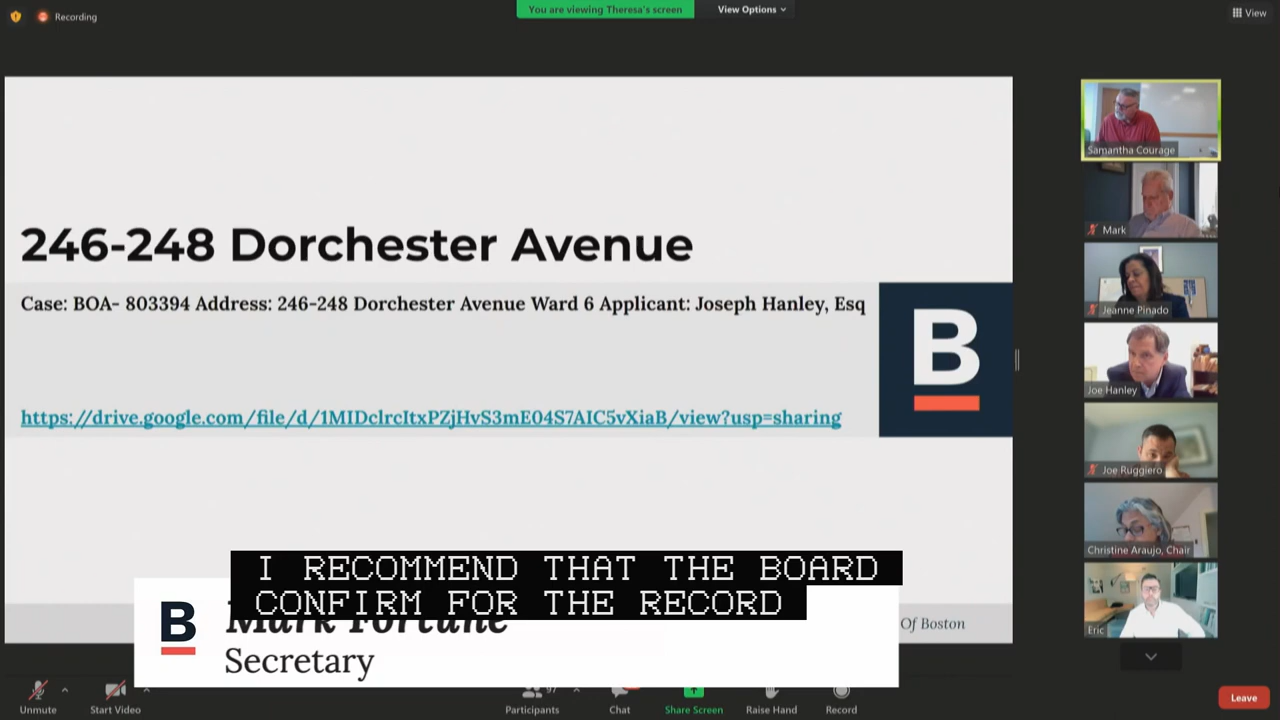 Recording
You are viewing Theresa's screen
View Options
View
246-248 Dorchester Avenue
Case: BOA- 803394 Address: 246-248 Dorchester Avenue Ward 6 Applicant: Joseph Hanley, Esq
B
https://drive.google.com/file/d/1MIDclrcItxPZjHvS3mE04S7AIC5vXiaB/view?usp=sharing
Samantha Courage
Mark
Jeanne Pinado
Joe Hanley
Joe Ruggiero
Christine Araujo, Chair
Eric
I RECOMMEND THAT THE BOARD
CONFIRM FOR THE RECORD
B
Mark Fortune
Secretary
Of Boston
Unmute
Start Video
Participants
97
Chat
Share Screen
Raise Hand
Record
Leave